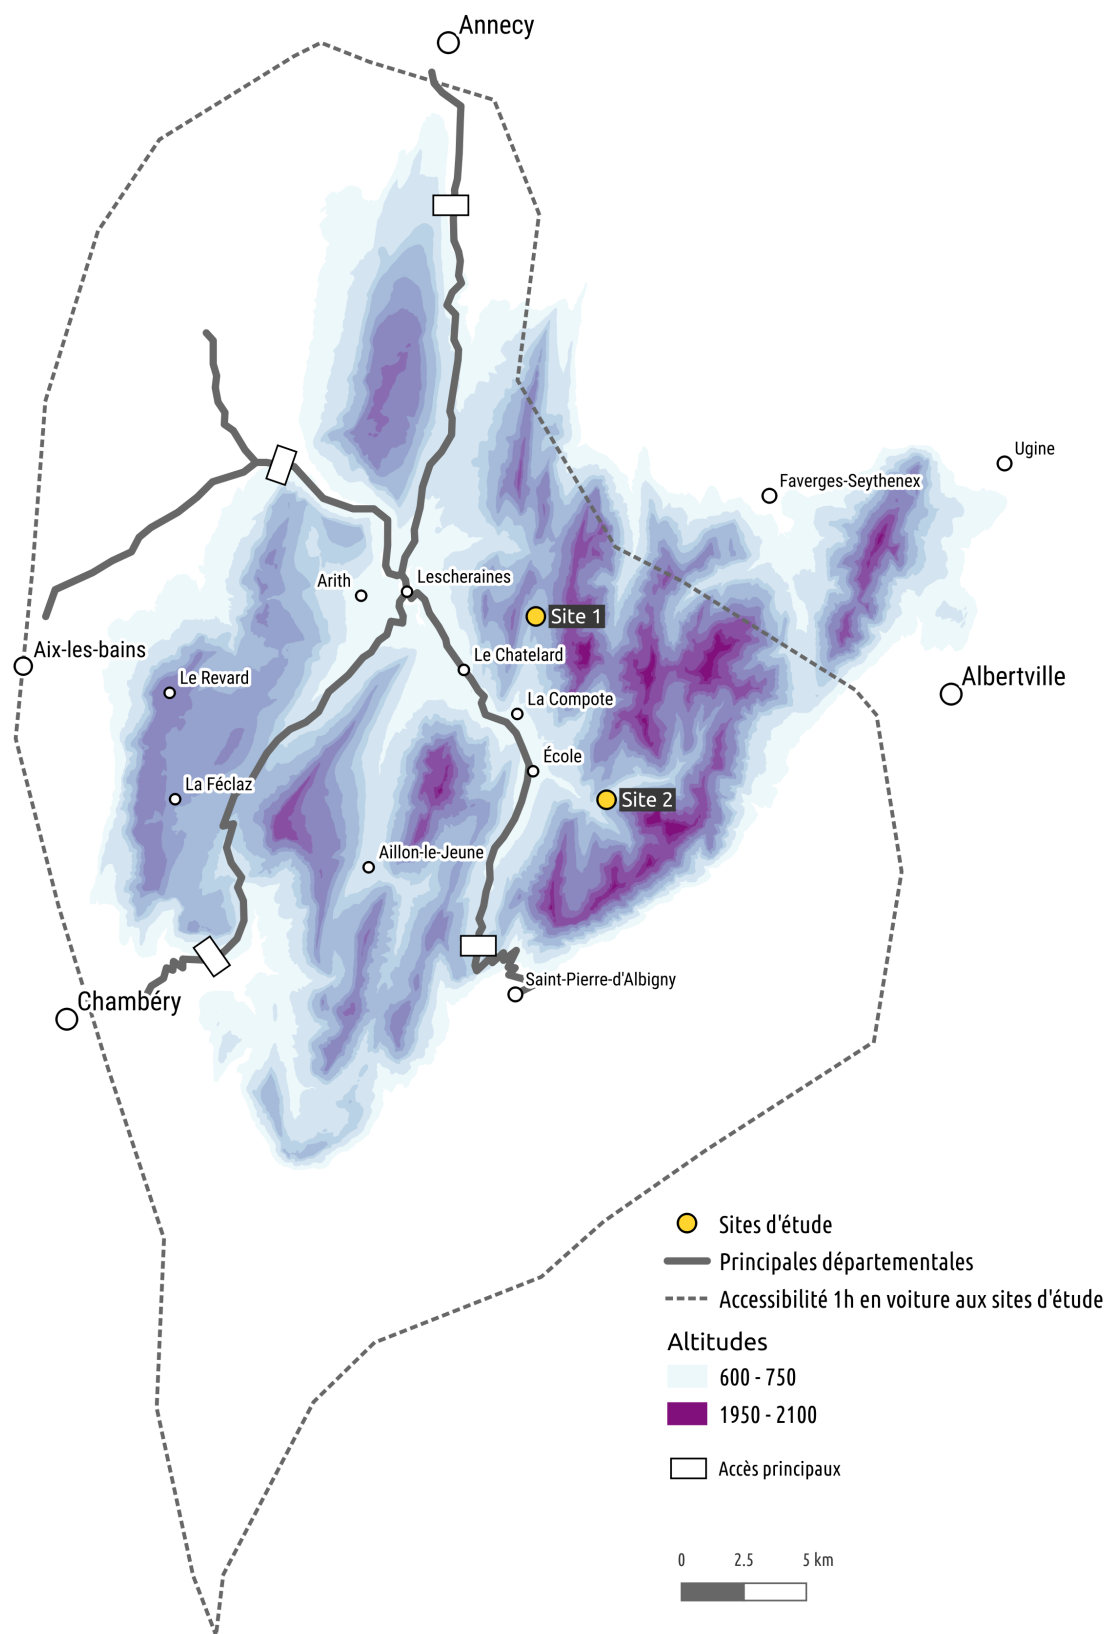 Annecy
Ugine
Faverges-Seythenex
Arith
Lescheraines
Site 1
Aix-les-bains
Le Chatelard
Le Revard
Albertville
La Compote
École
La Féclaz
Site 2
Aillon-le-Jeune
Saint-Pierre-d'Albigny
Chambéry
Sites d'étude
Principales départementales
Accessibilité 1h en voiture aux sites d'étude
Altitudes
600 - 750
1950 - 2100
Accès principaux
0 2.5 5 km